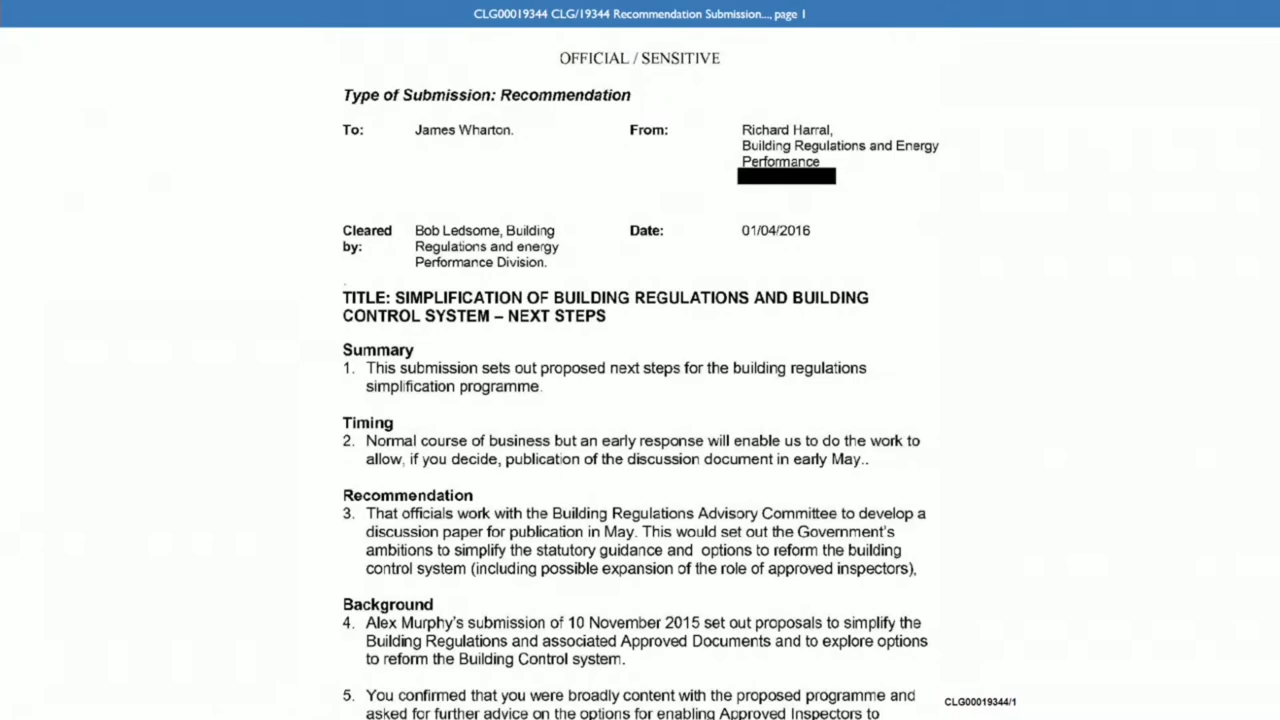 CLG00019344 CLG/19344 Recommendation Submission..., page 1
OFFICIAL / SENSITIVE
Type of Submission: Recommendation
To: James Wharton. From: Richard Harral,
Building Regulations and Energy
Performance
Cleared by: Bob Ledsome, Building
Regulations and energy
Performance Division.
Date: 01/04/2016
TITLE: SIMPLIFICATION OF BUILDING REGULATIONS AND BUILDING
CONTROL SYSTEM – NEXT STEPS
Summary
1. This submission sets out proposed next steps for the building regulations
simplification programme.
Timing
2. Normal course of business but an early response will enable us to do the work to
allow, if you decide, publication of the discussion document in early May..
Recommendation
3. That officials work with the Building Regulations Advisory Committee to develop a
discussion paper for publication in May. This would set out the Government's
ambitions to simplify the statutory guidance and options to reform the building
control system (including possible expansion of the role of approved inspectors),
Background
4. Alex Murphy's submission of 10 November 2015 set out proposals to simplify the
Building Regulations and associated Approved Documents and to explore options
to reform the Building Control system.
5. You confirmed that you were broadly content with the proposed programme and
asked for further advice on the options for enabling Approved Inspectors to
CLG00019344/1